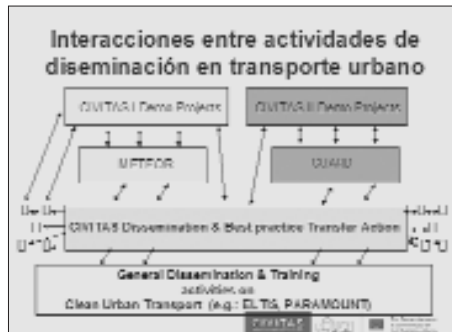 Interacciones entre actividades de
diseminación en transporte urbano
CIVITAS I Demo Projects
CIVITAS II Demo Projects
METEOR
GUARD
CIVITAS Dissemination & Best practice Transfer Action
General Dissemination & Training
activities on
Clean Urban Transport (e.g.: ELTIS, PARAMOUNT)
CIVITAS